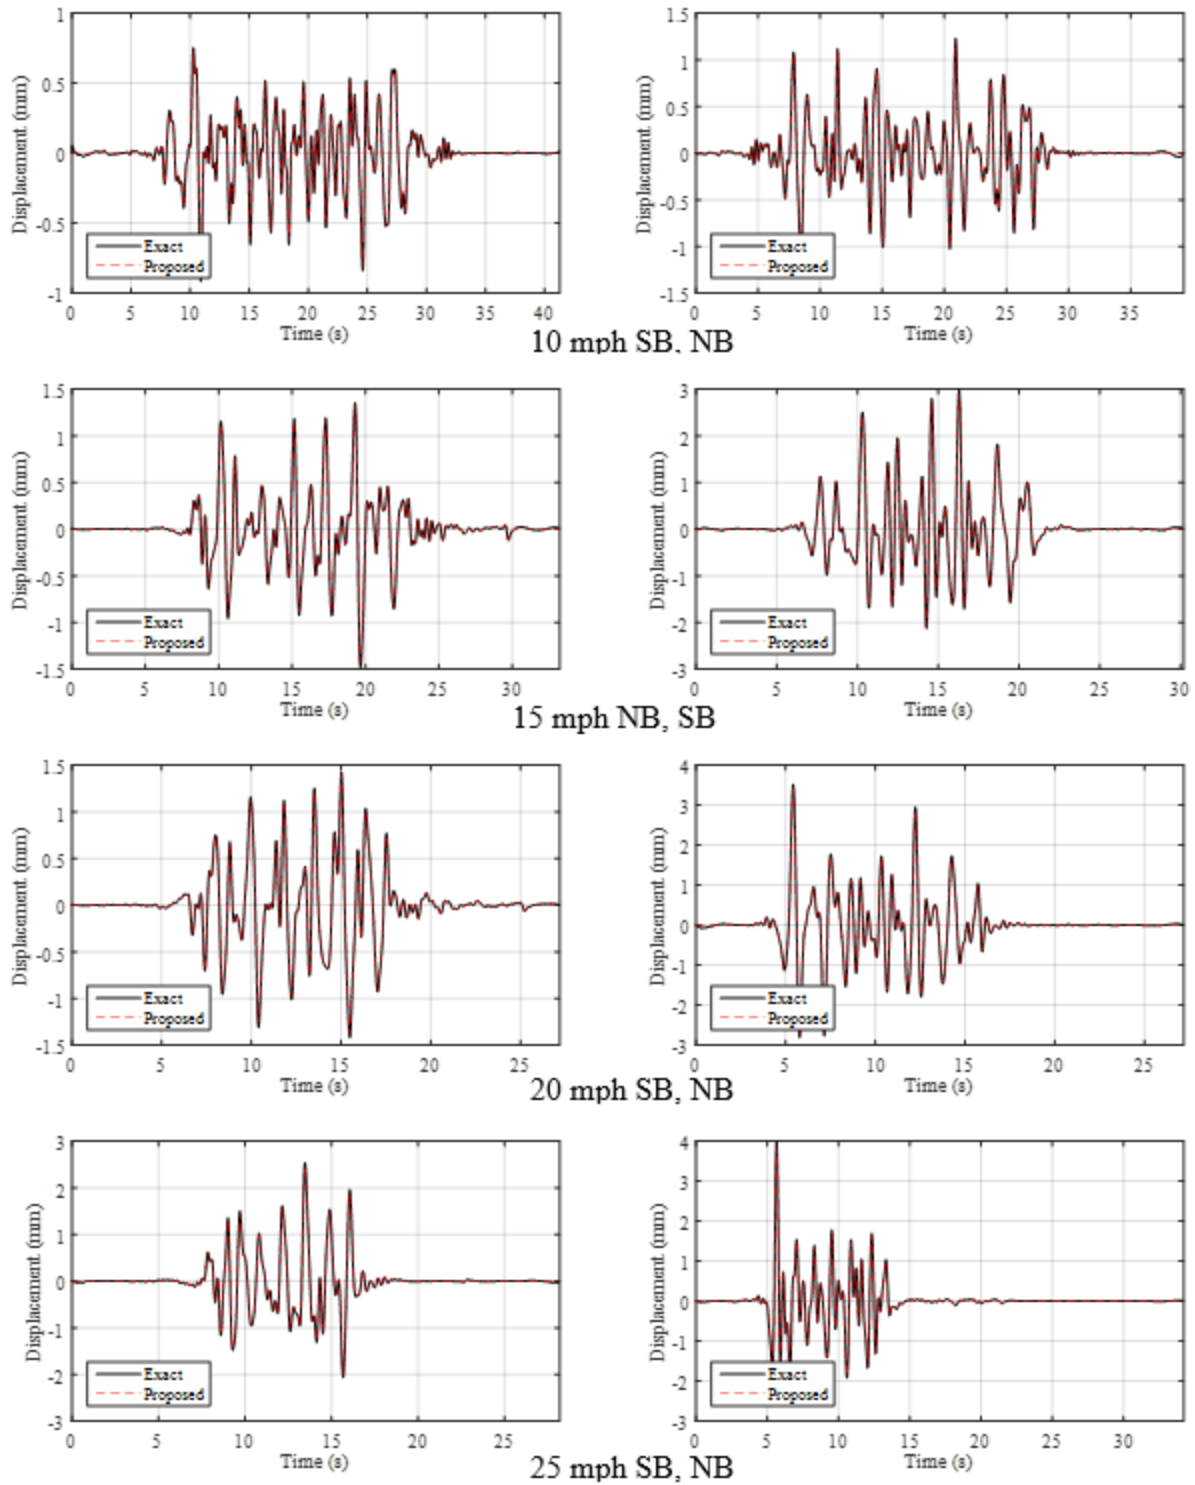 1
0.5
0
-0.5
-1
Displacement (mm)
Exact
Proposed
0 5 10 15 20 25 30 35 40
Time (s)
1.5
1
0.5
0
-0.5
-1
-1.5
Displacement (mm)
Exact
Proposed
0 5 10 15 20 25 30 35
Time (s)
10 mph SB, NB
1.5
1
0.5
0
-0.5
-1
-1.5
Displacement (mm)
Exact
Proposed
0 5 10 15 20 25 30
Time (s)
3
2
1
0
-1
-2
-3
Displacement (mm)
Exact
Proposed
0 5 10 15 20 25 30
Time (s)
15 mph NB, SB
1.5
1
0.5
0
-0.5
-1
-1.5
Displacement (mm)
Exact
Proposed
0 5 10 15 20 25
Time (s)
4
3
2
1
0
-1
-2
-3
Displacement (mm)
Exact
Proposed
0 5 10 15 20 25
Time (s)
20 mph SB, NB
3
2
1
0
-1
-2
-3
Displacement (mm)
Exact
Proposed
0 5 10 15 20 25
Time (s)
4
3
2
1
0
-1
-2
-3
Displacement (mm)
Exact
Proposed
0 5 10 15 20 25 30
Time (s)
25 mph SB, NB